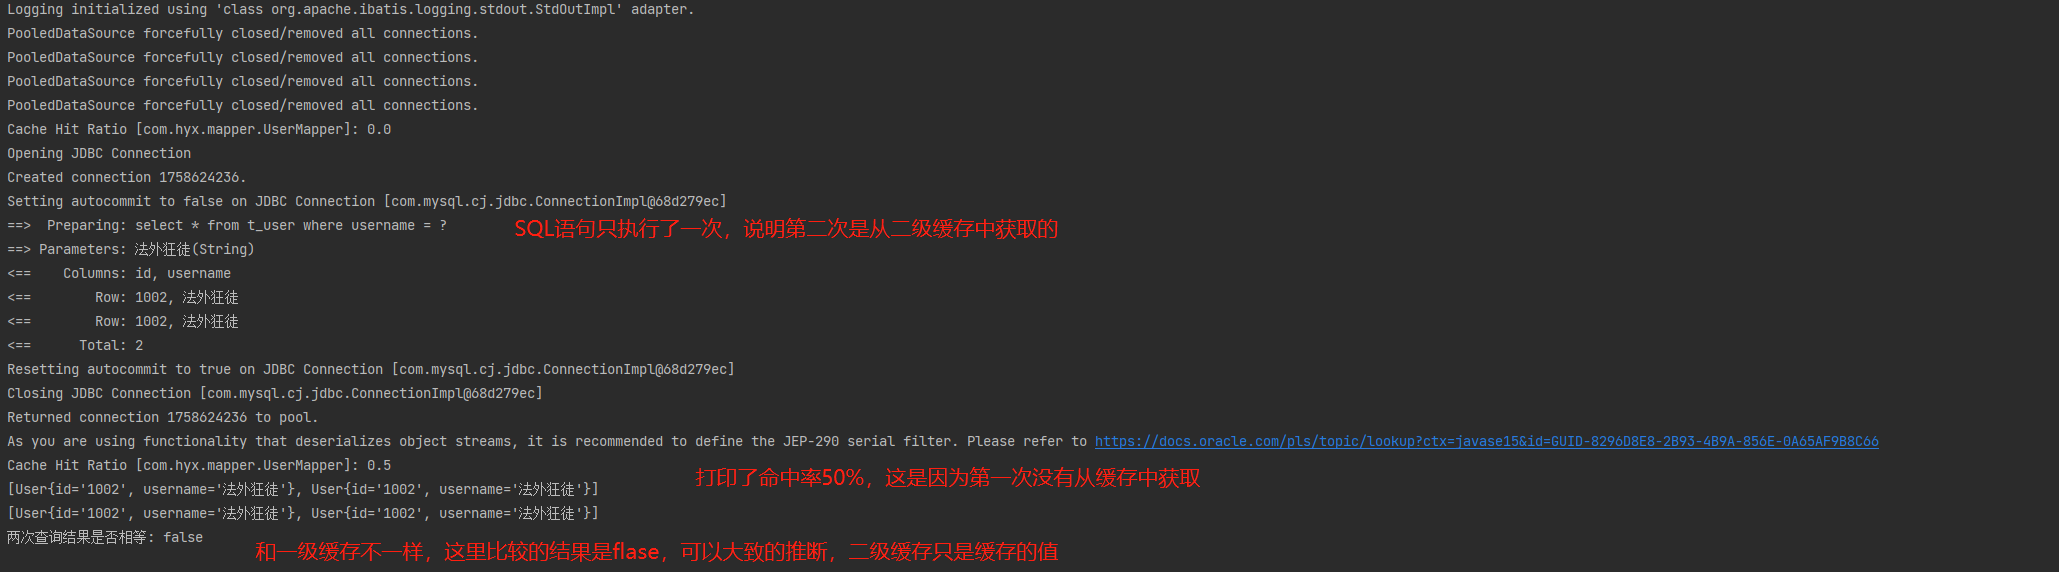 Logging initialized using 'class org.apache.ibatis.logging.stdout.StdOutImpl' adapter.
PooledDataSource forcefully closed/removed all connections.
PooledDataSource forcefully closed/removed all connections.
PooledDataSource forcefully closed/removed all connections.
PooledDataSource forcefully closed/removed all connections.
Cache Hit Ratio [com.hyx.mapper.UserMapper]: 0.0
Opening JDBC Connection
Created connection 1758624236.
Setting autocommit to false on JDBC Connection [com.mysql.cj.jdbc.ConnectionImpl@68d279ec]
==>  Preparing: select * from t_user where username = ?
SQL语句只执行了一次，说明第二次是从二级缓存中获取的
==> Parameters: 法外狂徒(String)
<==    Columns: id, username
<==        Row: 1002, 法外狂徒
<==        Row: 1002, 法外狂徒
<==      Total: 2
Resetting autocommit to true on JDBC Connection [com.mysql.cj.jdbc.ConnectionImpl@68d279ec]
Closing JDBC Connection [com.mysql.cj.jdbc.ConnectionImpl@68d279ec]
Returned connection 1758624236 to pool.
As you are using functionality that deserializes object streams, it is recommended to define the JEP-290 serial filter. Please refer to https://docs.oracle.com/pls/topic/lookup?ctx=javase15&id=GUID-8296D8E8-2B93-4B9A-856E-0A65AF9B8C66
Cache Hit Ratio [com.hyx.mapper.UserMapper]: 0.5
打印了命中率50%，这是因为第一次没有从缓存中获取
[User{id='1002', username='法外狂徒'}, User{id='1002', username='法外狂徒'}]
[User{id='1002', username='法外狂徒'}, User{id='1002', username='法外狂徒'}]
两次查询结果是否相等: false
和一级缓存不一样，这里比较的结果是flase，可以大致的推断，二级缓存只是缓存的值